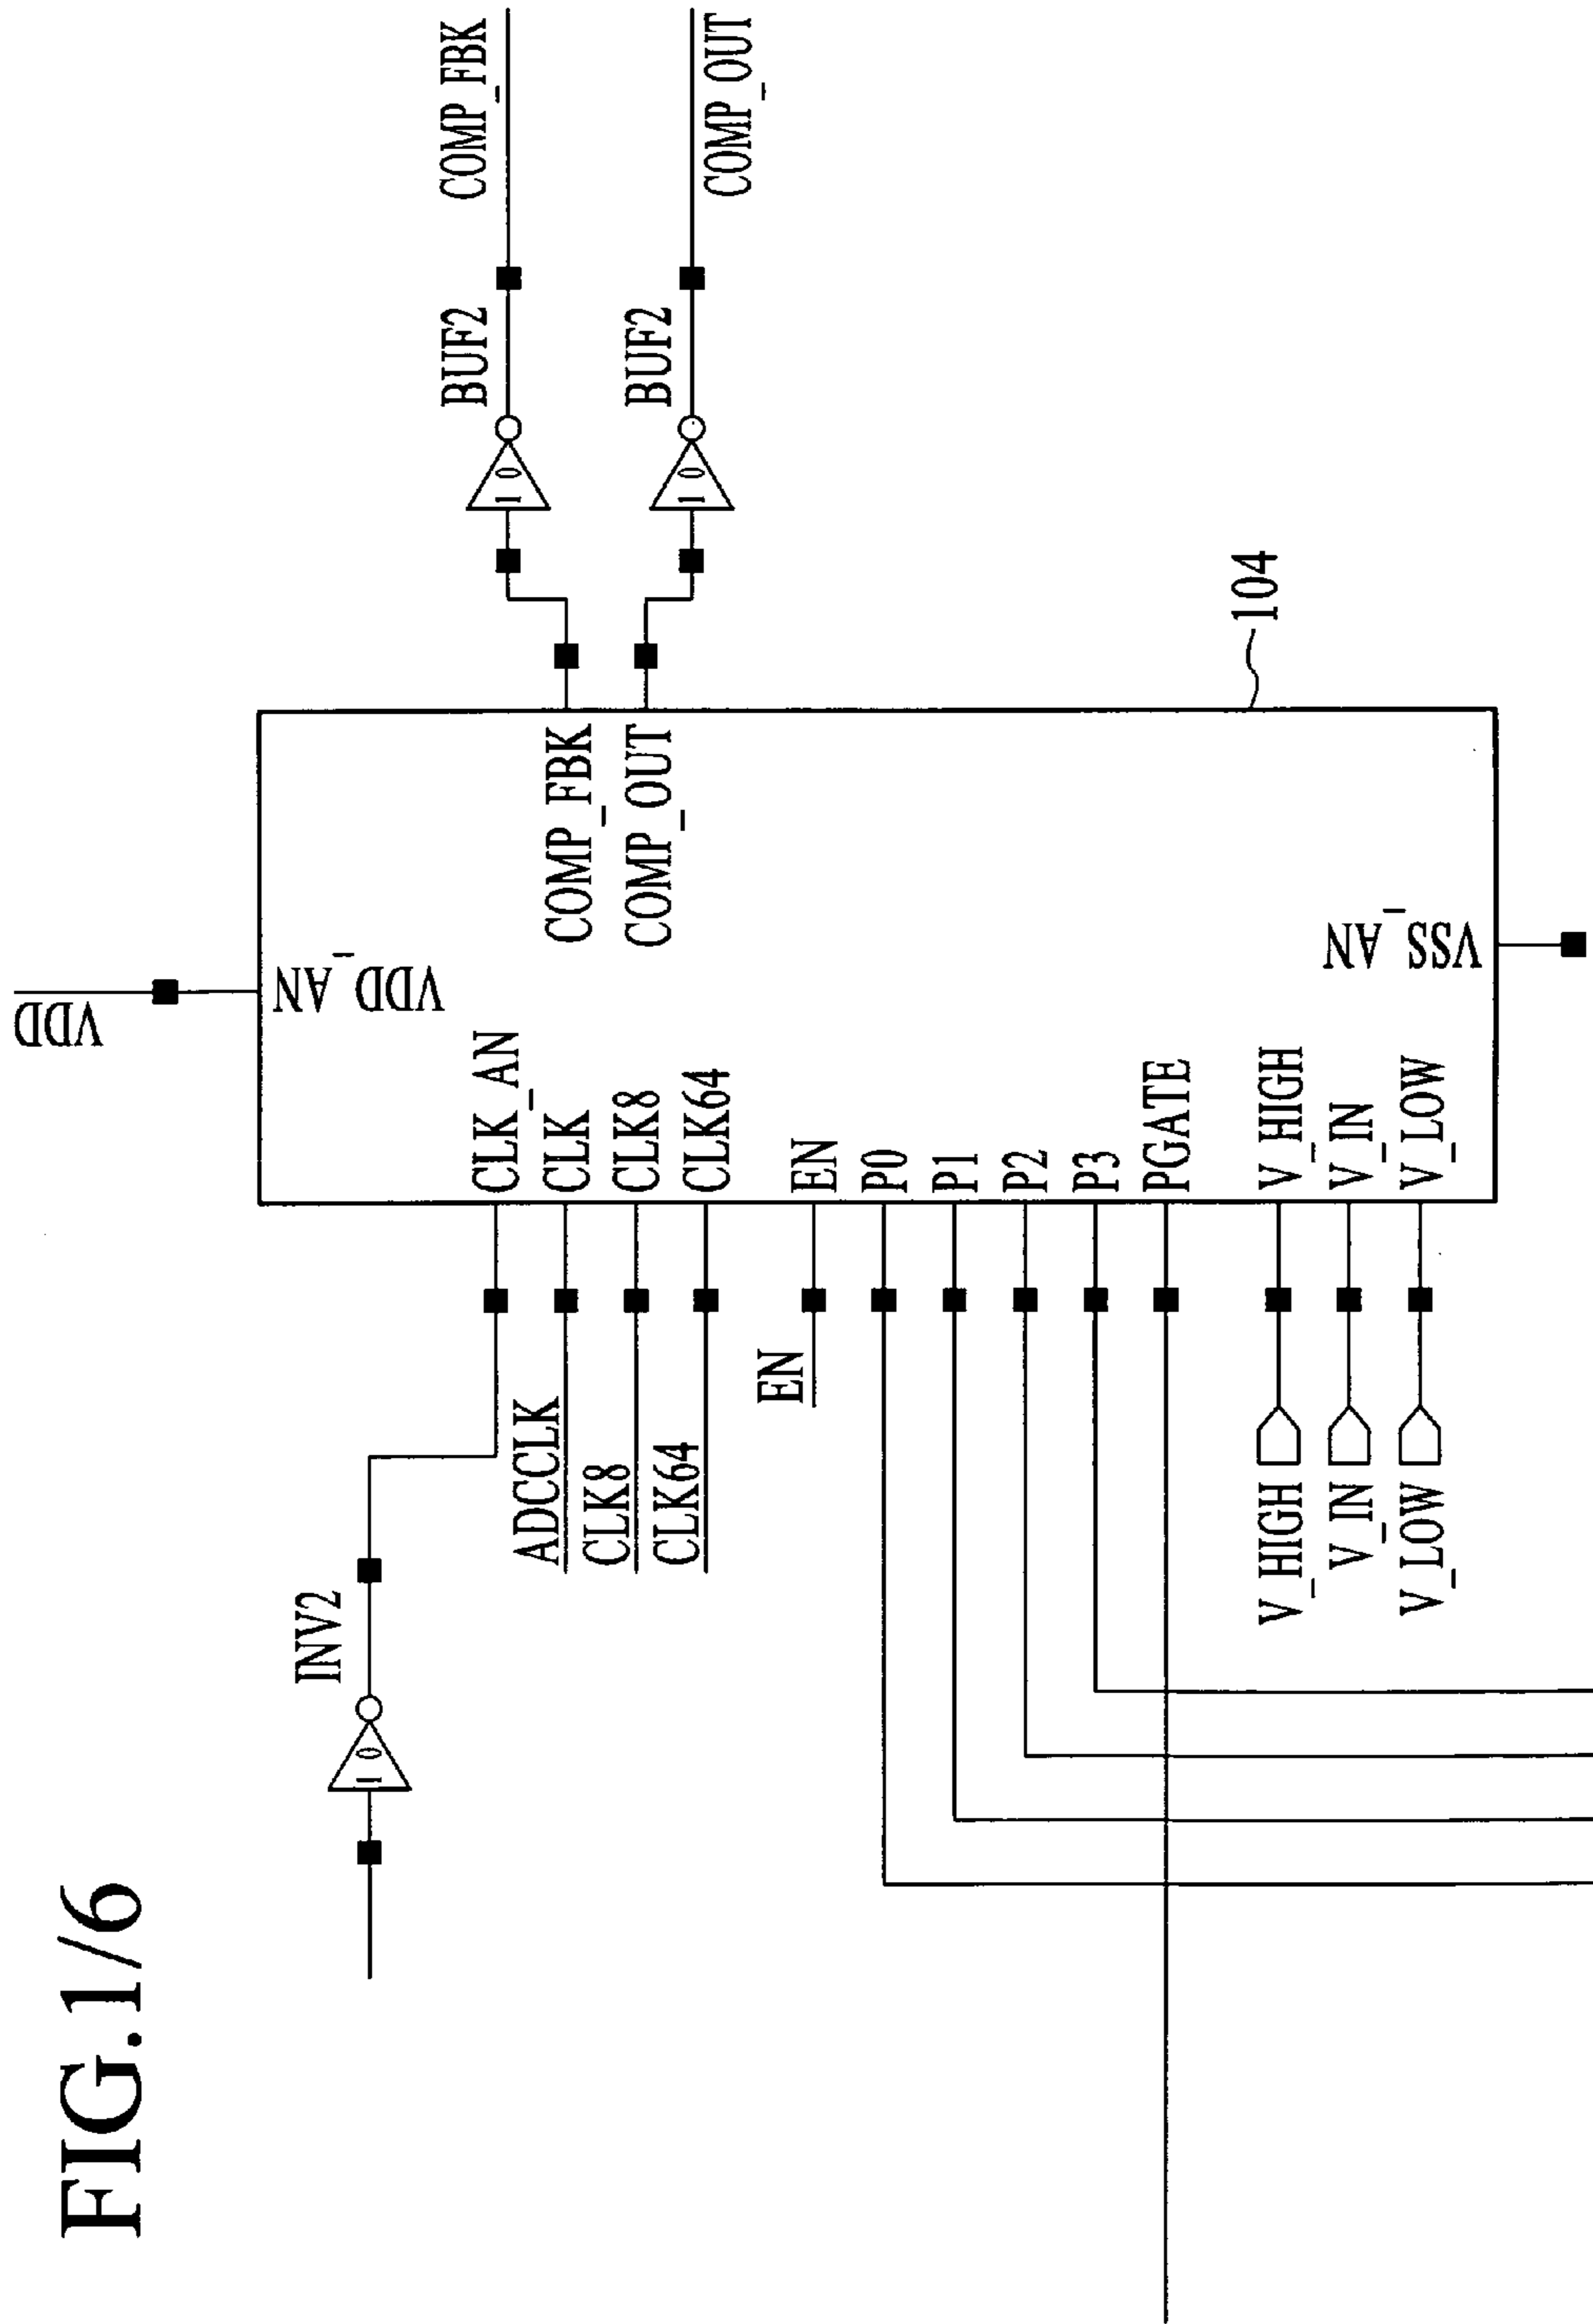 FIG.1/6
VDD
VDD_AN
INV2
I O
CLK_AN
ADCCLK
CLK
CLK8
CLK8
CLK64
CLK64
EN
EN
P0
P1
P2
P3
PGATE
V_HIGH
V_HIGH
V_IN
V_IN
V_LOW
V_LOW
VSS_AN
COMP_FBK
COMP_OUT
I O
BUF2
COMP_FBK
I O
BUF2
COMP_OUT
104